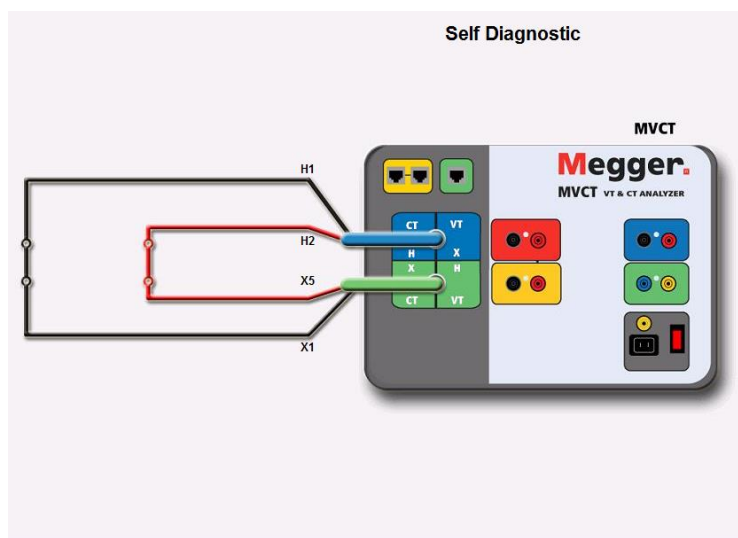 Self Diagnostic
MVCT
Megger.
MVCT VT & CT ANALYZER
H1
CT VT
H2
H X
X5
X H
CT VT
X1